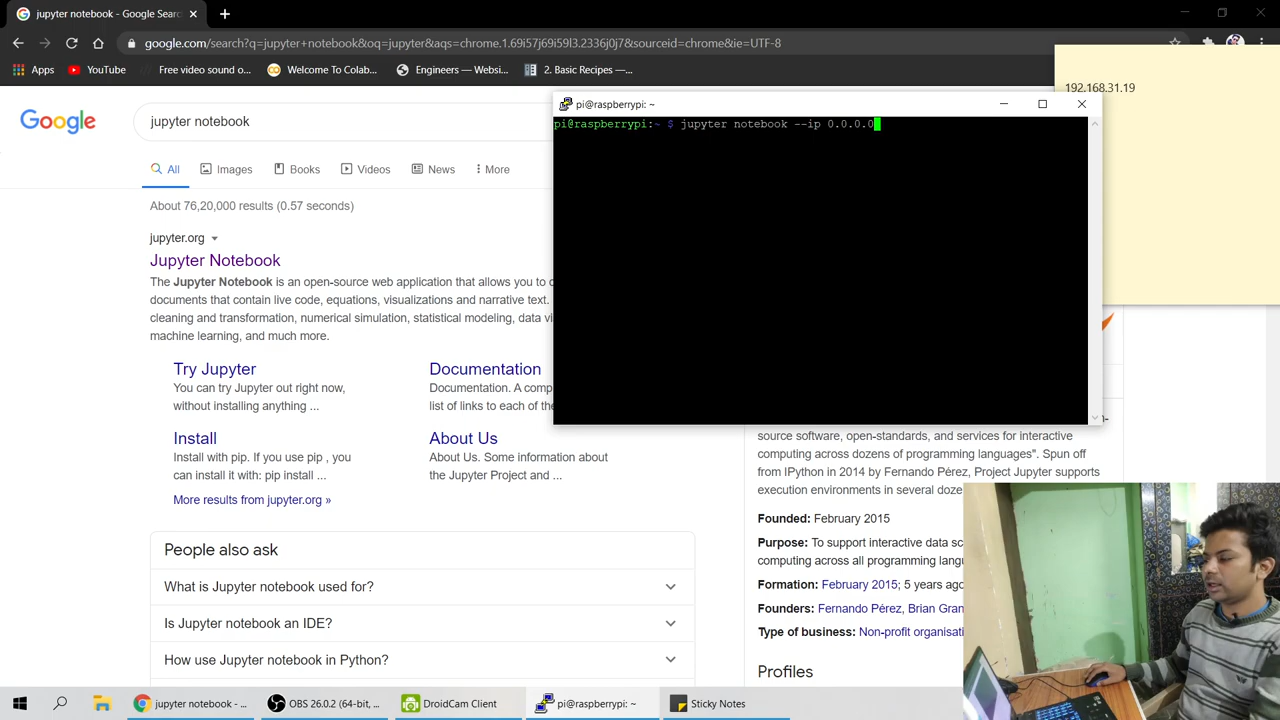 jupyter notebook - Google Search
google.com/search?q=jupyter+notebook&oq=jupyter&aqs=chrome.1.69i57j69i59l3.2336j0j7&sourceid=chrome&ie=UTF-8
Apps
YouTube
Free video sound o...
Welcome To Colab...
Engineers – Websi...
2. Basic Recipes —...
192.168.31.19
Google
jupyter notebook
pi@raspberrypi: ~
pi@raspberrypi:~ $ jupyter notebook --ip 0.0.0.0
All
Images
Books
Videos
News
More
About 76,20,000 results (0.57 seconds)
jupyter.org
Jupyter Notebook
The Jupyter Notebook is an open-source web application that allows you to
documents that contain live code, equations, visualizations and narrative text.
cleaning and transformation, numerical simulation, statistical modeling, data
machine learning, and much more.
Try Jupyter
You can try Jupyter out right now,
without installing anything ...
Documentation
Documentation. A comp
list of links to each of the
Install
Install with pip. If you use pip , you
can install it with: pip install ...
About Us
About Us. Some information about
the Jupyter Project and ...
More results from jupyter.org »
People also ask
What is Jupyter notebook used for?
Is Jupyter notebook an IDE?
How use Jupyter notebook in Python?
source software, open-standards, and services for interactive
computing across dozens of programming languages". Spun off
from IPython in 2014 by Fernando Pérez, Project Jupyter supports
execution environments in several doze
Founded: February 2015
Purpose: To support interactive data sc
computing across all programming langu
Formation: February 2015; 5 years ago
Founders: Fernando Pérez, Brian Gran
Type of business: Non-profit organisati
Profiles
jupyter notebook - ...
OBS 26.0.2 (64-bit, ...
DroidCam Client
pi@raspberrypi: ~
Sticky Notes